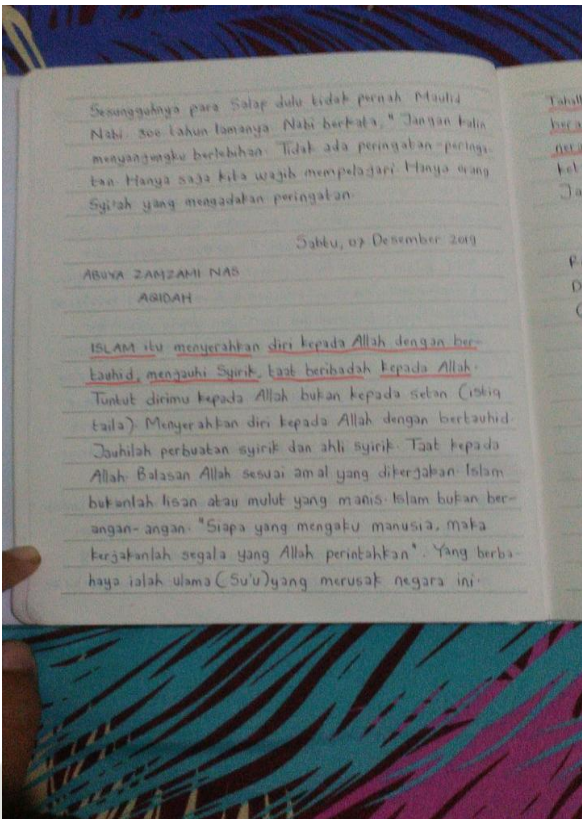 Sesungguhnya para Salaf dulu tidak pernah Maulid
Nabi. 300 tahun lamanya Nabi berkata, " Jangan kalin
menyanjungku berlebihan. Tidak ada peringatan-peringa
tan. Hanya saja kita wajib mempelajari. Hanya orang
Syi'ah yang mengadakan peringatan.
Sabtu, 07 Desember 2019
ABUYA ZAMZAMI NAS
AQIDAH
ISLAM itu menyerahkan diri kepada Allah dengan ber-
tauhid, menjauhi Syirik, taat beribadah kepada Allah.
Tuntut dirimu kepada Allah bukan kepada setan (istiq
taila). Menyerahkan diri kepada Allah dengan bertauhid.
Jauhilah perbuatan syirik dan ahli syirik. Taat kepada
Allah. Balasan Allah sesuai amal yang dikerjakan. Islam
bukanlah lisan atau mulut yang manis. Islam bukan ber-
angan-angan. "Siapa yang mengaku manusia, maka
kerjakanlah segala yang Allah perintahkan". Yang berba-
haya ialah ulama (Su'u) yang merusak negara ini.